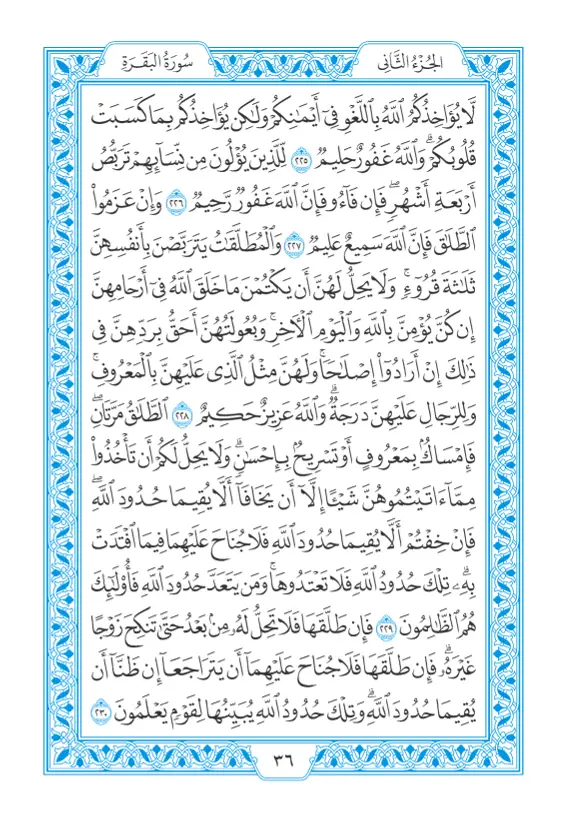 الجُزْءُ الثَّانِي
سُورَةُ البَقَرَةِ
لَّا يُؤَاخِذُكُمُ ٱللَّهُ بِٱللَّغْوِ فِىٓ أَيْمَـٰنِكُمْ وَلَـٰكِن يُؤَاخِذُكُم بِمَا كَسَبَتْ
قُلُوبُكُمْ ۗ وَٱللَّهُ غَفُورٌ حَلِيمٌ ٢٢٥ لِّلَّذِينَ يُؤْلُونَ مِن نِّسَآئِهِمْ تَرَبُّصُ
أَرْبَعَةِ أَشْهُرٍ ۖ فَإِن فَآءُو فَإِنَّ ٱللَّهَ غَفُورٌ رَّحِيمٌ ٢٢٦ وَإِنْ عَزَمُوا۟
ٱلطَّلَـٰقَ فَإِنَّ ٱللَّهَ سَمِيعٌ عَلِيمٌ ٢٢٧ وَٱلْمُطَلَّقَـٰتُ يَتَرَبَّصْنَ بِأَنفُسِهِنَّ
ثَلَـٰثَةَ قُرُوٓءٍ ۚ وَلَا يَحِلُّ لَهُنَّ أَن يَكْتُمْنَ مَا خَلَقَ ٱللَّهُ فِىٓ أَرْحَامِهِنَّ
إِن كُنَّ يُؤْمِنَّ بِٱللَّهِ وَٱلْيَوْمِ ٱلْـَٔاخِرِ ۚ وَبُعُولَتُهُنَّ أَحَقُّ بِرَدِّهِنَّ فِى
ذَٰلِكَ إِنْ أَرَادُوٓا۟ إِصْلَـٰحًا ۚ وَلَهُنَّ مِثْلُ ٱلَّذِى عَلَيْهِنَّ بِٱلْمَعْرُوفِ ۚ
وَلِلرِّجَالِ عَلَيْهِنَّ دَرَجَةٌ ۗ وَٱللَّهُ عَزِيزٌ حَكِيمٌ ٢٢٨ ٱلطَّلَـٰقُ مَرَّتَانِ ۖ
فَإِمْسَاكٌۢ بِمَعْرُوفٍ أَوْ تَسْرِيحٌۢ بِإِحْسَـٰنٍ ۗ وَلَا يَحِلُّ لَكُمْ أَن تَأْخُذُوا۟
مِمَّآ ءَاتَيْتُمُوهُنَّ شَيْـًٔا إِلَّآ أَن يَخَافَآ أَلَّا يُقِيمَا حُدُودَ ٱللَّهِ ۖ
فَإِنْ خِفْتُمْ أَلَّا يُقِيمَا حُدُودَ ٱللَّهِ فَلَا جُنَاحَ عَلَيْهِمَا فِيمَا ٱفْتَدَتْ
بِهِۦ ۗ تِلْكَ حُدُودُ ٱللَّهِ فَلَا تَعْتَدُوهَا ۚ وَمَن يَتَعَدَّ حُدُودَ ٱللَّهِ فَأُو۟لَـٰٓئِكَ
هُمُ ٱلظَّـٰلِمُونَ ٢٢٩ فَإِن طَلَّقَهَا فَلَا تَحِلُّ لَهُۥ مِنۢ بَعْدُ حَتَّىٰ تَنكِحَ زَوْجًا
غَيْرَهُۥ ۗ فَإِن طَلَّقَهَا فَلَا جُنَاحَ عَلَيْهِمَآ أَن يَتَرَاجَعَآ إِن ظَنَّآ أَن
يُقِيمَا حُدُودَ ٱللَّهِ ۗ وَتِلْكَ حُدُودُ ٱللَّهِ يُبَيِّنُهَا لِقَوْمٍ يَعْلَمُونَ ٢٣٠
٣٦